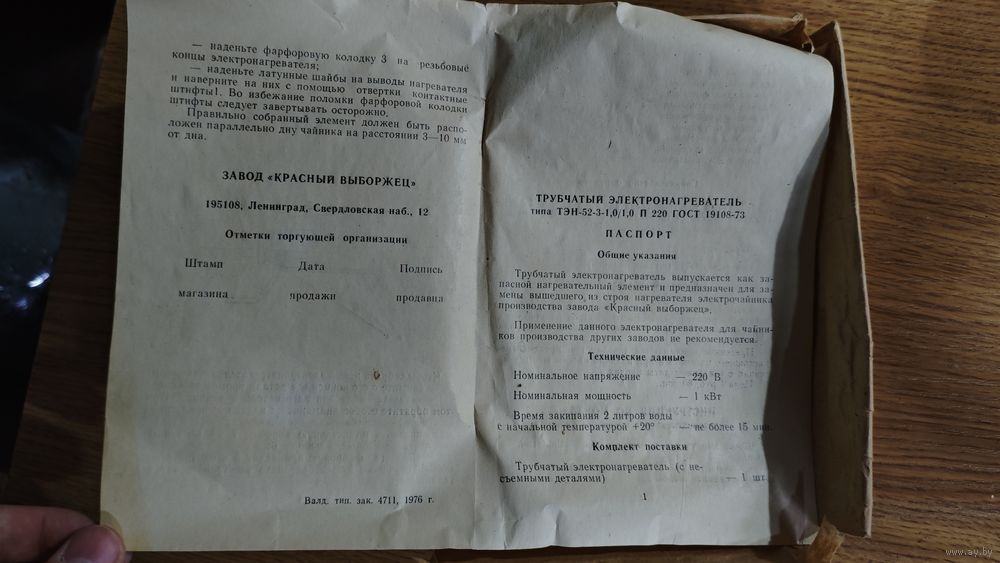 — наденьте фарфоровую колодку 3 на резьбовые
концы электронагревателя;
— наденьте латунные шайбы на выводы нагревателя
и наверните на них с помощью отвертки контактные
штифты1. Во избежание поломки фарфоровой колодки
штифты следует завертывать осторожно.
Правильно собранный элемент должен быть распо-
ложен параллельно дну чайника на расстоянии 3—10 мм
от дна.
ЗАВОД «КРАСНЫЙ ВЫБОРЖЕЦ»
195108, Ленинград, Свердловская наб., 12
Отметки торгующей организации
Штамп Дата Подпись
магазина продажи продавца
Валд. тип. зак. 4711, 1976 г.
ТРУБЧАТЫЙ ЭЛЕКТРОНАГРЕВАТЕЛЬ
типа ТЭН-52-3-1,0/1,0 П 220 ГОСТ 19108-73
ПАСПОРТ
Общие указания
Трубчатый электронагреватель выпускается как за-
пасной нагревательный элемент и предназначен для за-
мены вышедшего из строя нагревателя электрочайника
производства завода «Красный выборжец».
Применение данного электронагревателя для чайни-
ков производства других заводов не рекомендуется.
Технические данные
Номинальное напряжение — 220 В
Номинальная мощность — 1 кВт
Время закипания 2 литров воды
с начальной температурой +20° — не более 15 мин.
Комплект поставки
Трубчатый электронагреватель (с не-
съемными деталями) — 1 шт.
1
www.ay.by